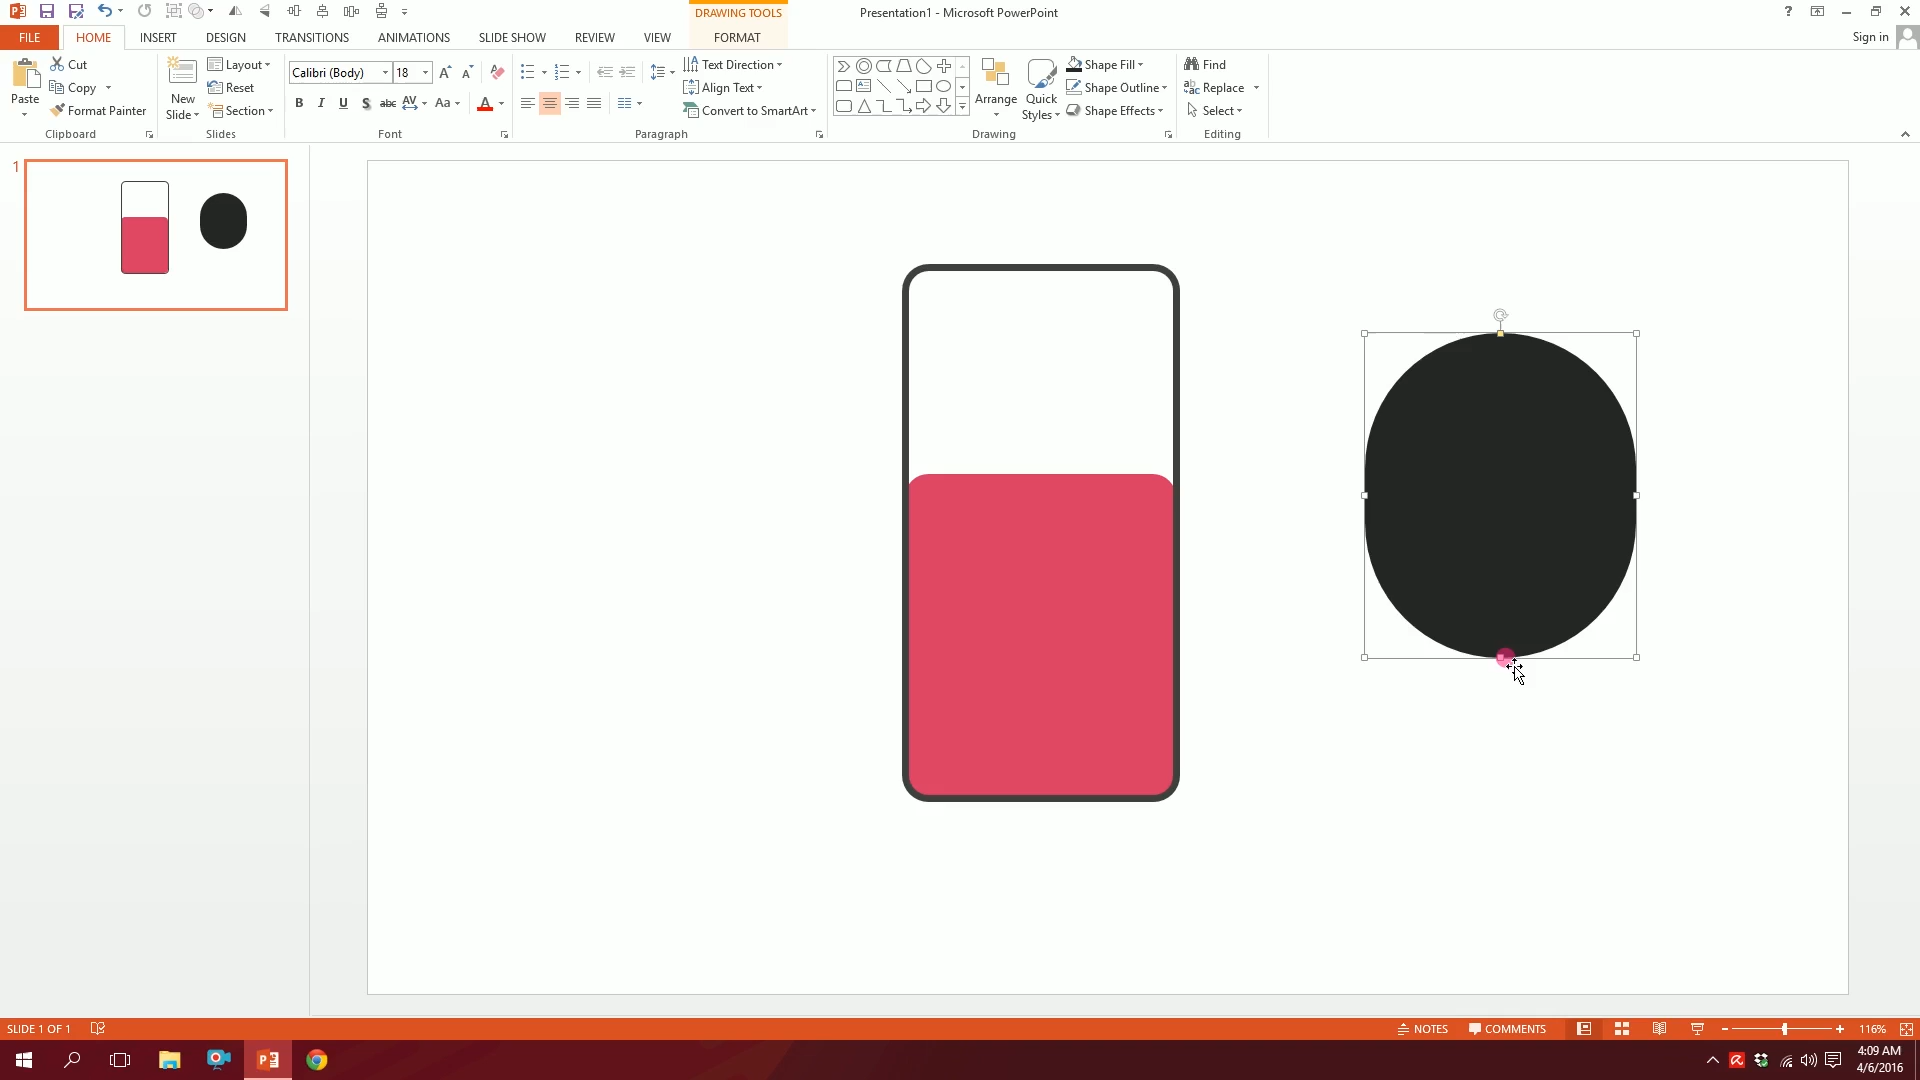 DRAWING TOOLS
Presentation1 - Microsoft PowerPoint
?
FILE HOME INSERT DESIGN TRANSITIONS ANIMATIONS SLIDE SHOW REVIEW VIEW FORMAT
Sign in
Paste
Cut
Copy
Format Painter
Clipboard
New
Slide
Layout
Reset
Section
Slides
Calibri (Body) 18
B I U S abc AV Aa A
Font
Text Direction
Align Text
Convert to SmartArt
Paragraph
Arrange
Quick
Styles
Shape Fill
Shape Outline
Shape Effects
Drawing
Find
Replace
Select
Editing
1
SLIDE 1 OF 1
NOTES
COMMENTS
116%
4:09 AM
4/6/2016